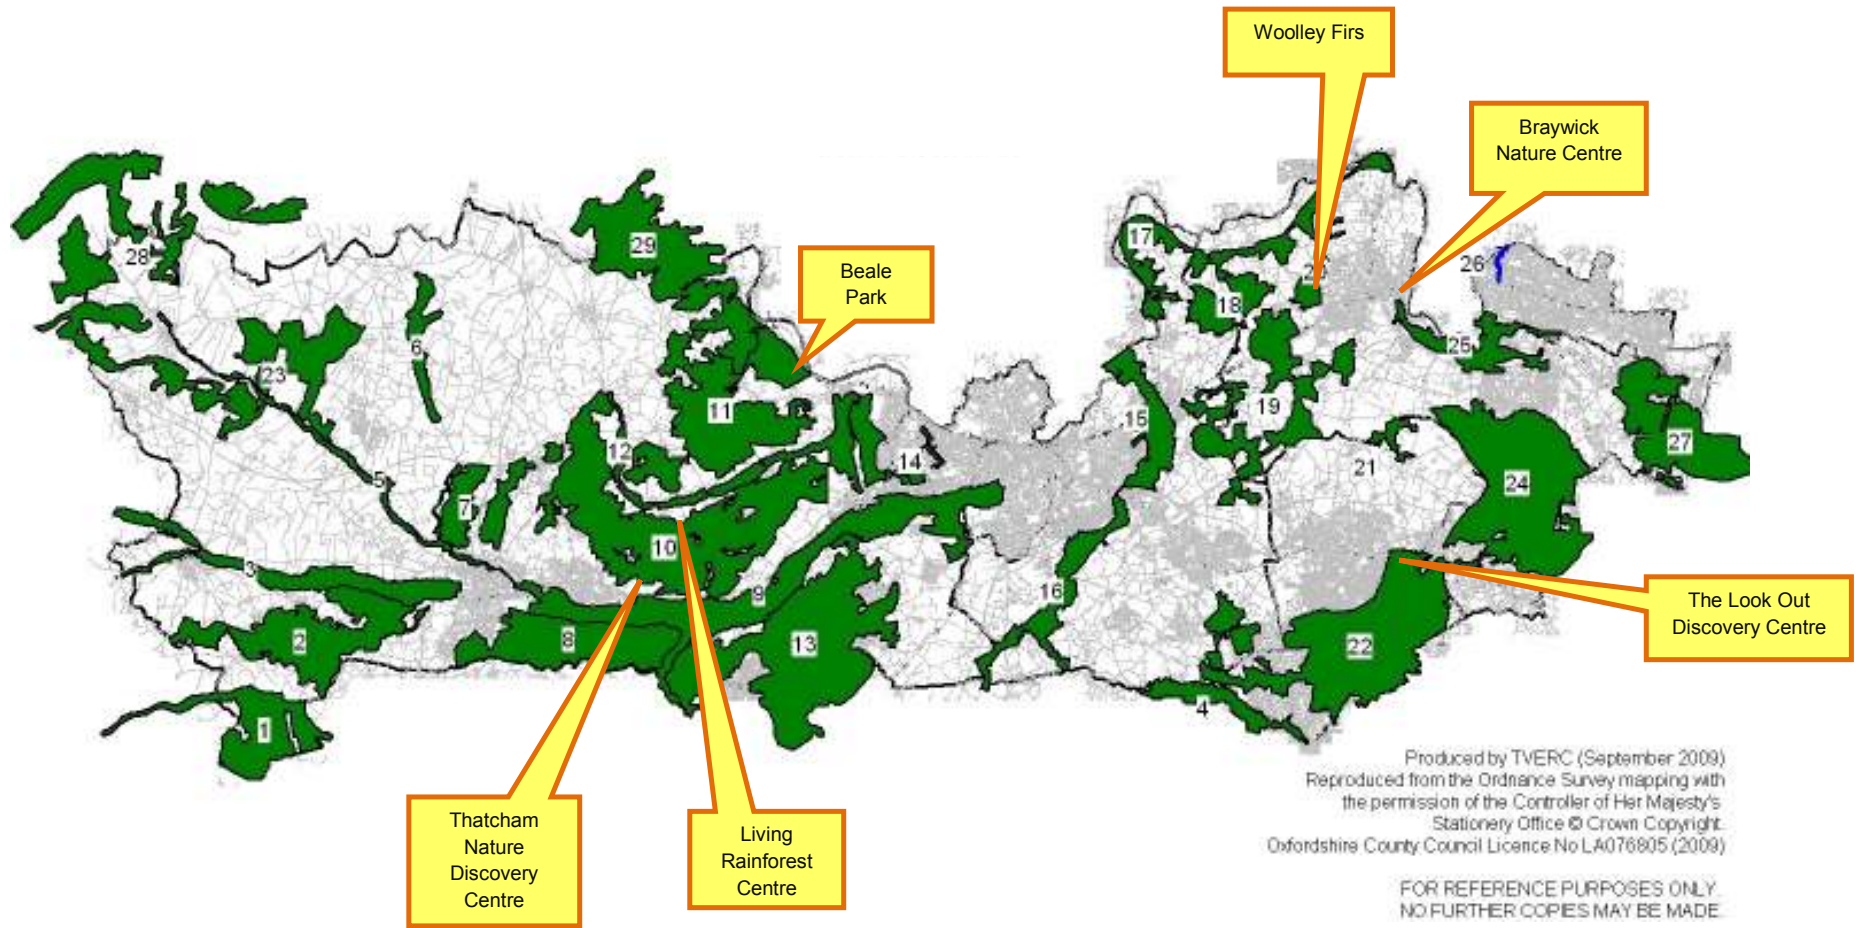 Woolley Firs
Braywick
Nature Centre
Beale
Park
28
29
17
26
18
6
23
25
11
19
15
12
14
27
21
5
24
7
10
3
9
16
2
8
13
22
1
4
The Look Out
Discovery Centre
Thatcham
Nature
Discovery
Centre
Living
Rainforest
Centre
Produced by TVERC (September 2009)
Reproduced from the Ordnance Survey mapping with
the permission of the Controller of Her Majesty's
Stationery Office © Crown Copyright.
Oxfordshire County Council Licence No LA076805 (2009)
FOR REFERENCE PURPOSES ONLY.
NO FURTHER COPIES MAY BE MADE.